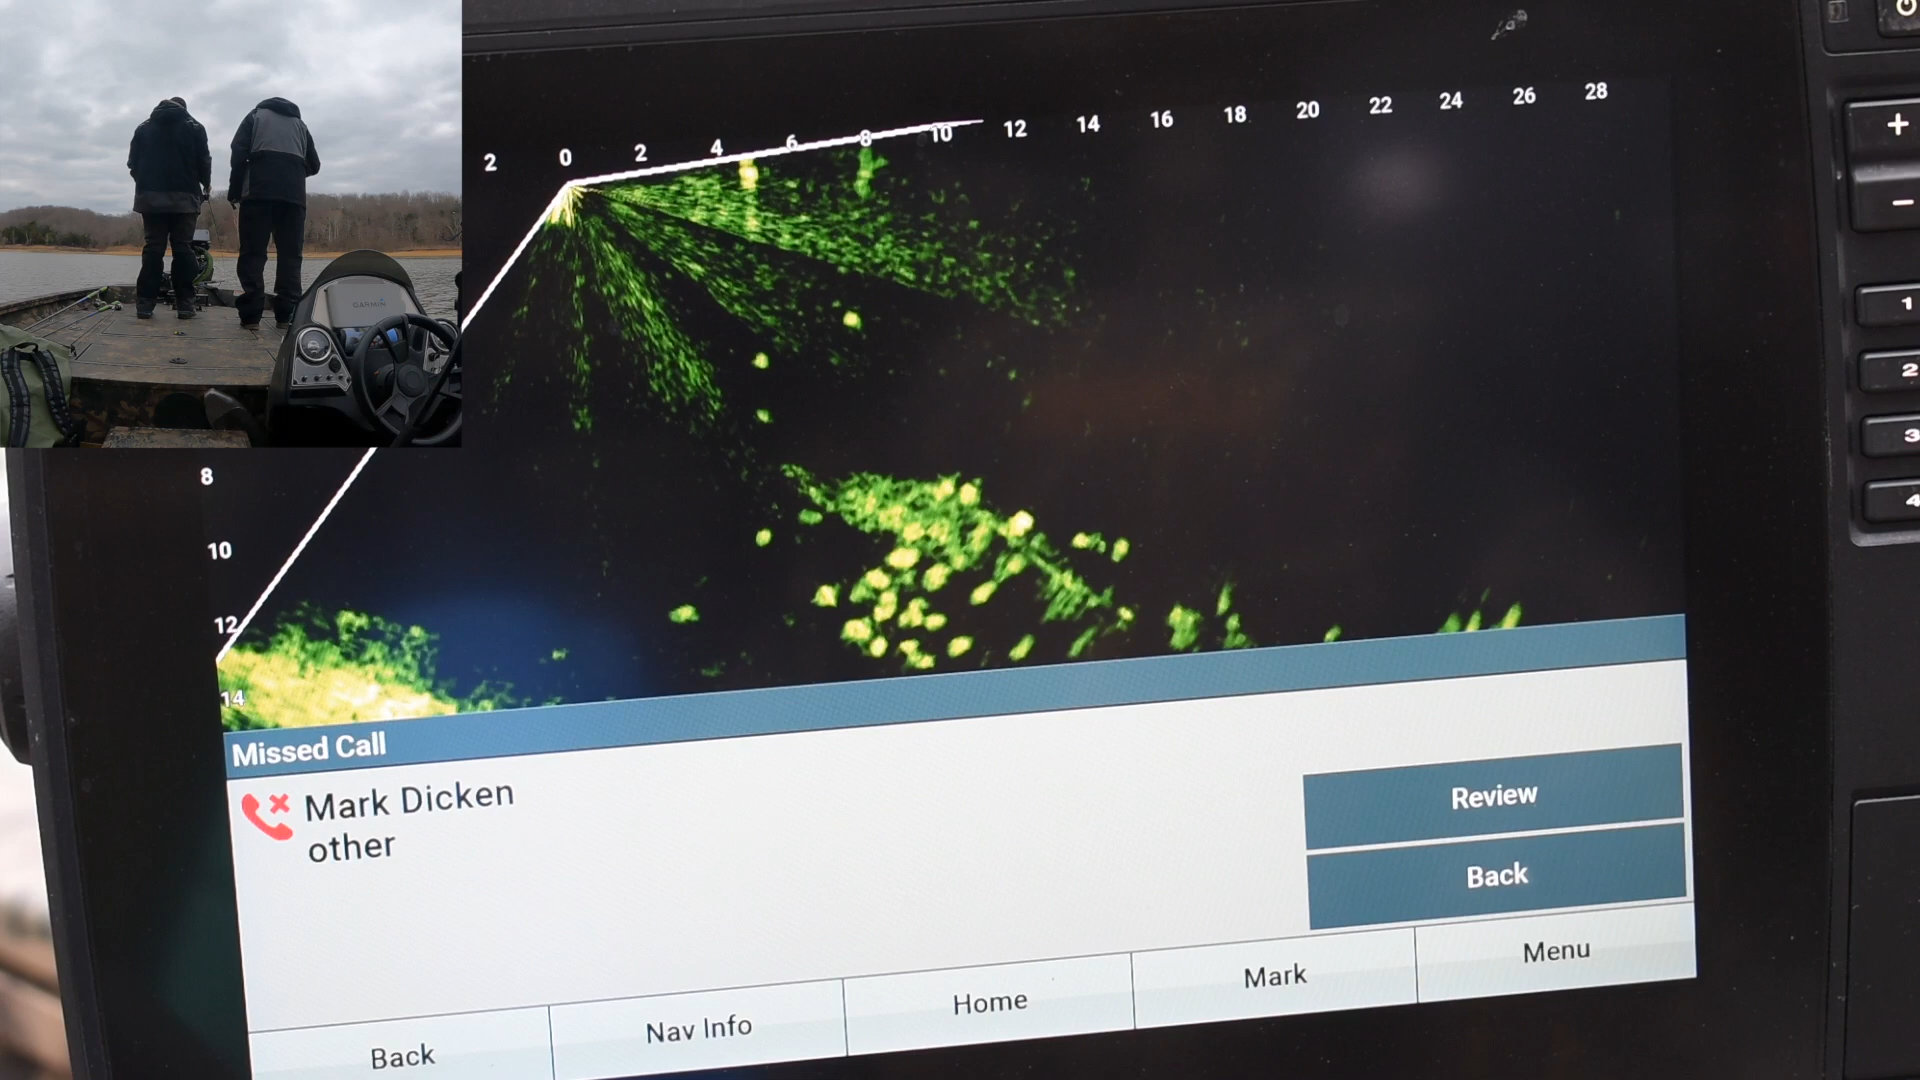 2 0 2 4 6 8 10 12 14 16 18 20 22 24 26 28
GARMIN
8
10
12
14
Missed Call
Mark Dicken
other
Review
Back
Back Nav Info Home Mark Menu
+
-
1
2
3
4